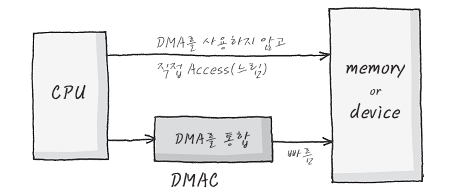 DMA를 사용하지 않고
직접 Access(느림)
CPU
memory
or
device
DMA를 통합
빠름
DMAC